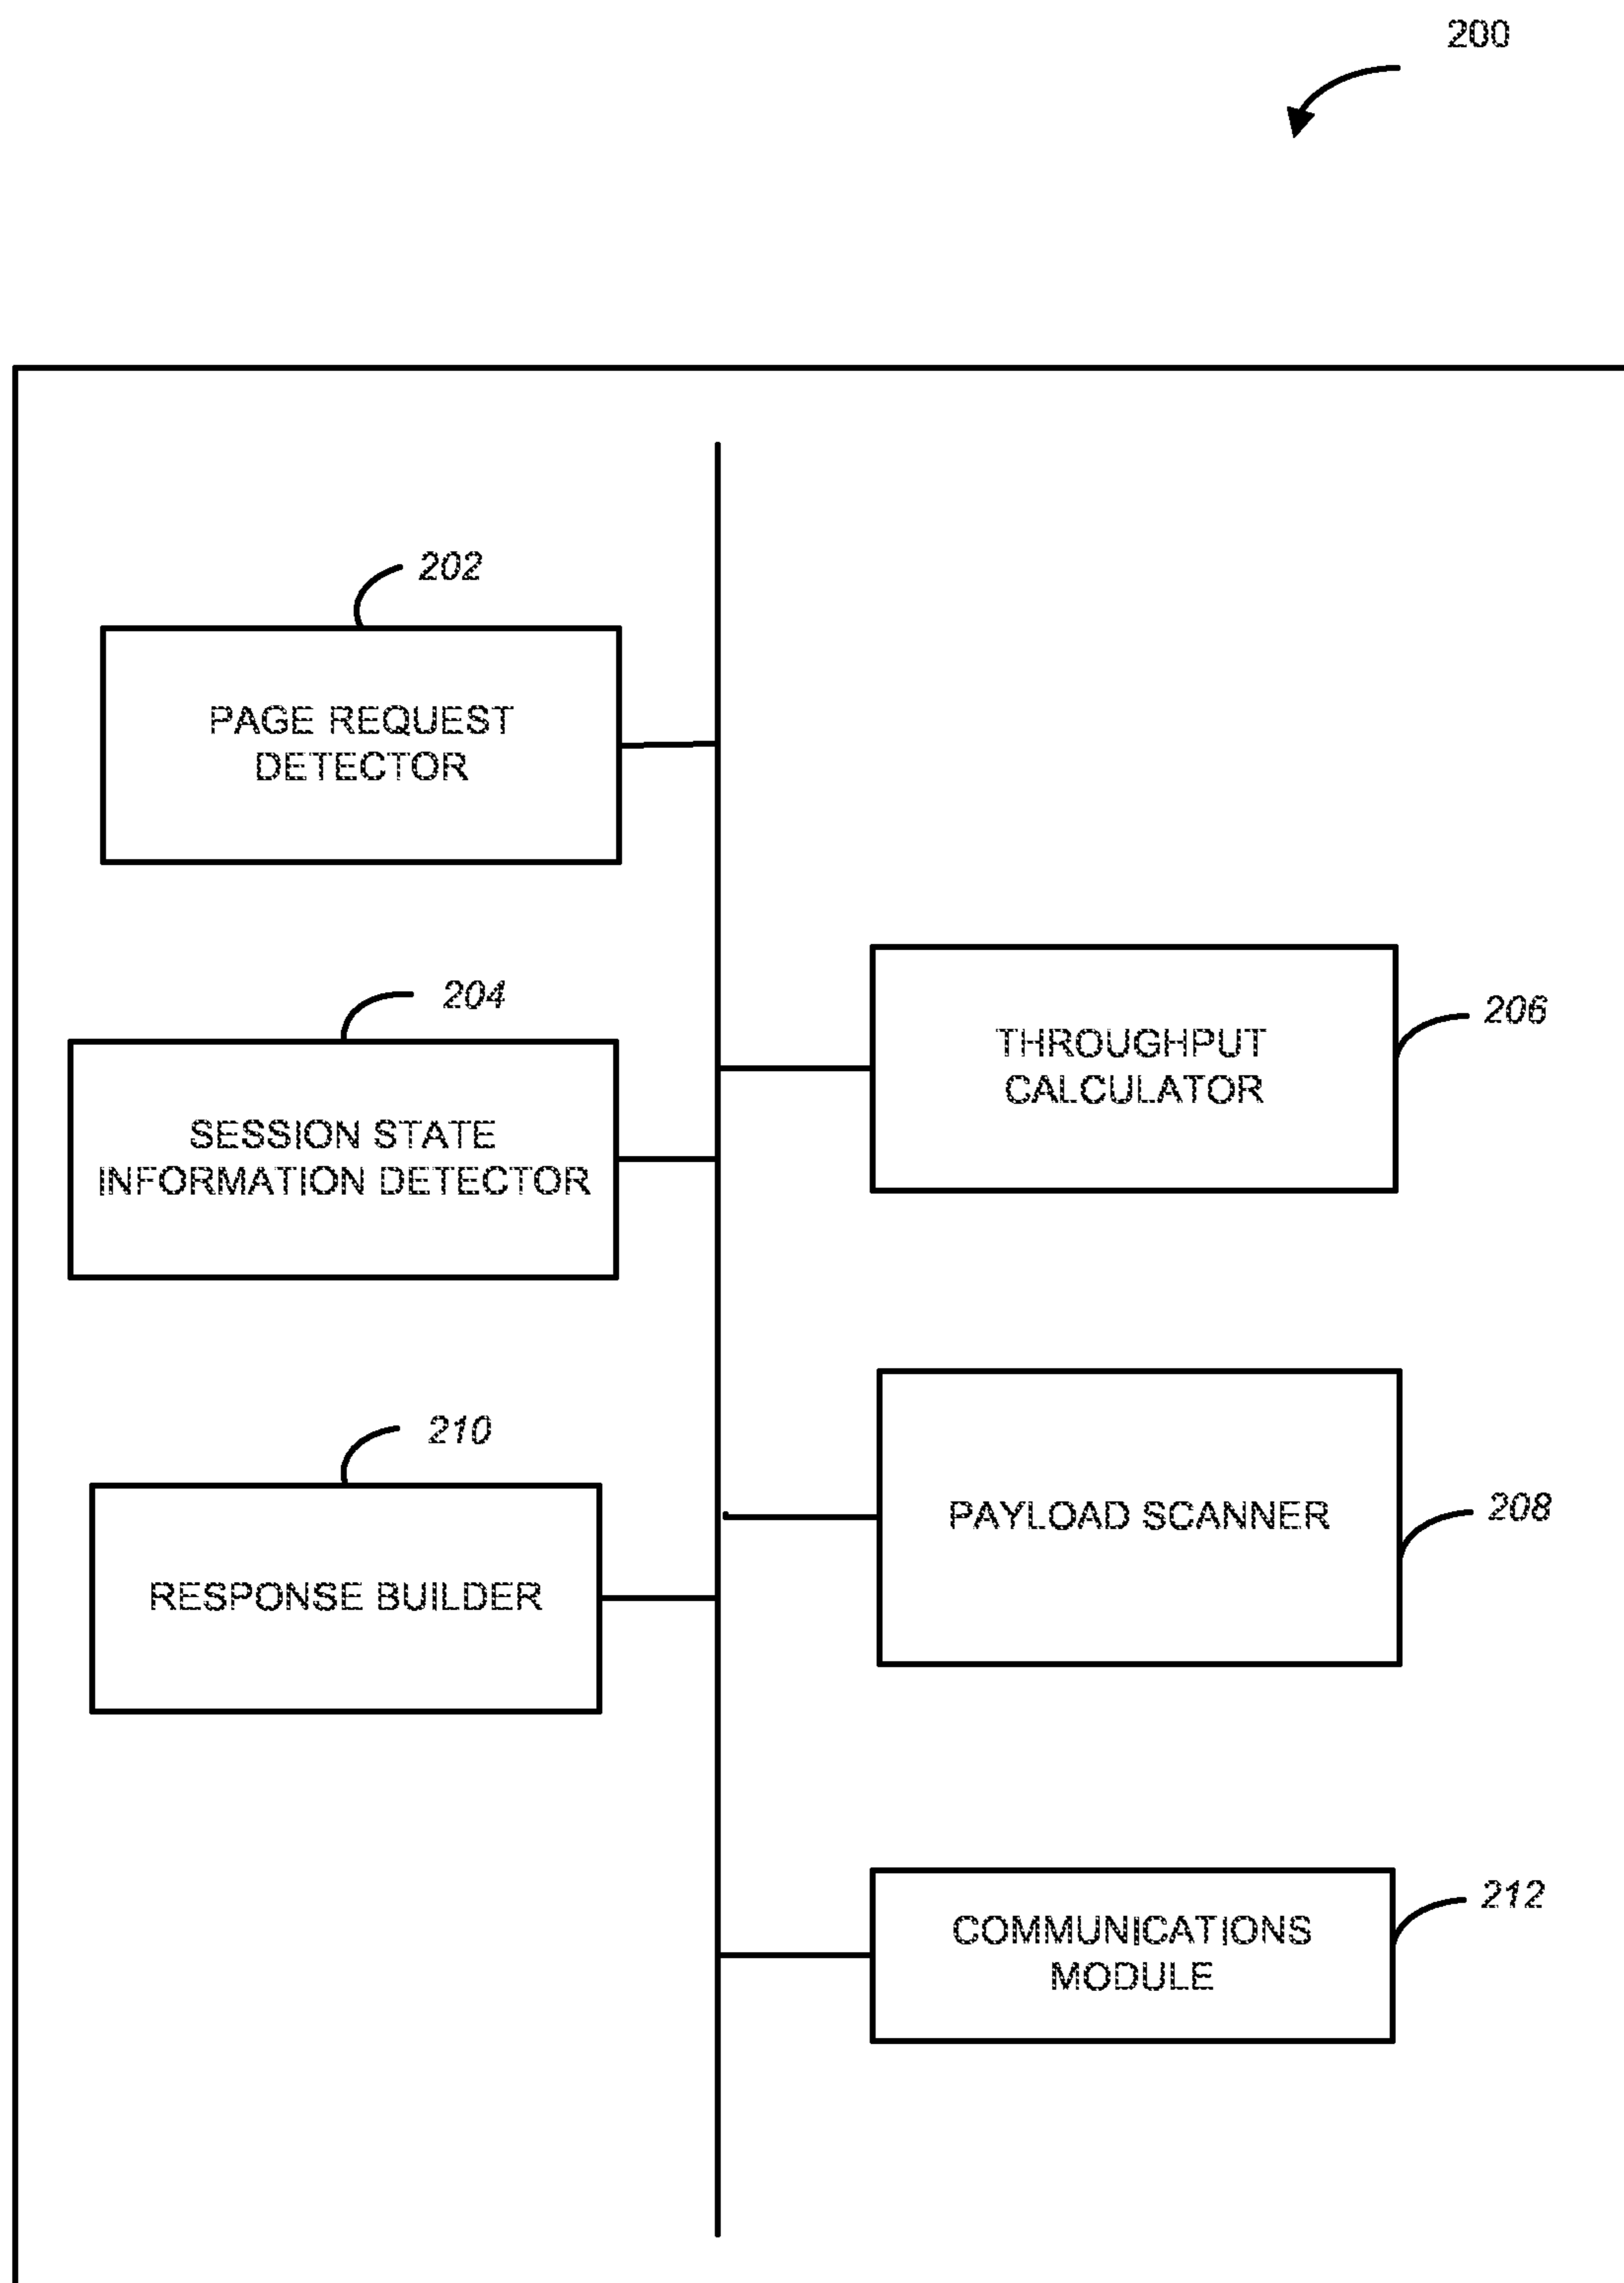 200
202
PAGE REQUEST
DETECTOR
204
SESSION STATE
INFORMATION DETECTOR
206
THROUGHPUT
CALCULATOR
210
RESPONSE BUILDER
208
PAYLOAD SCANNER
212
COMMUNICATIONS
MODULE